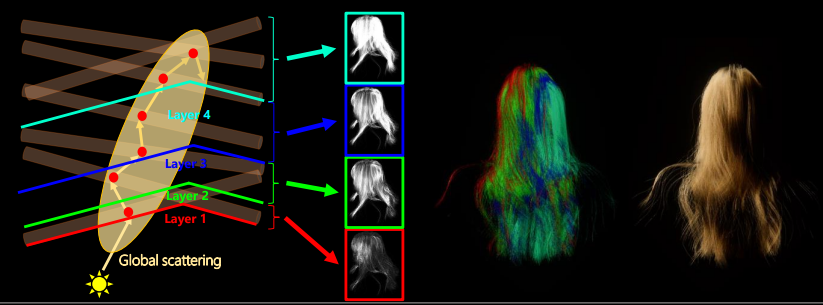 Layer 4
Layer 3
Layer 2
Layer 1
Global scattering